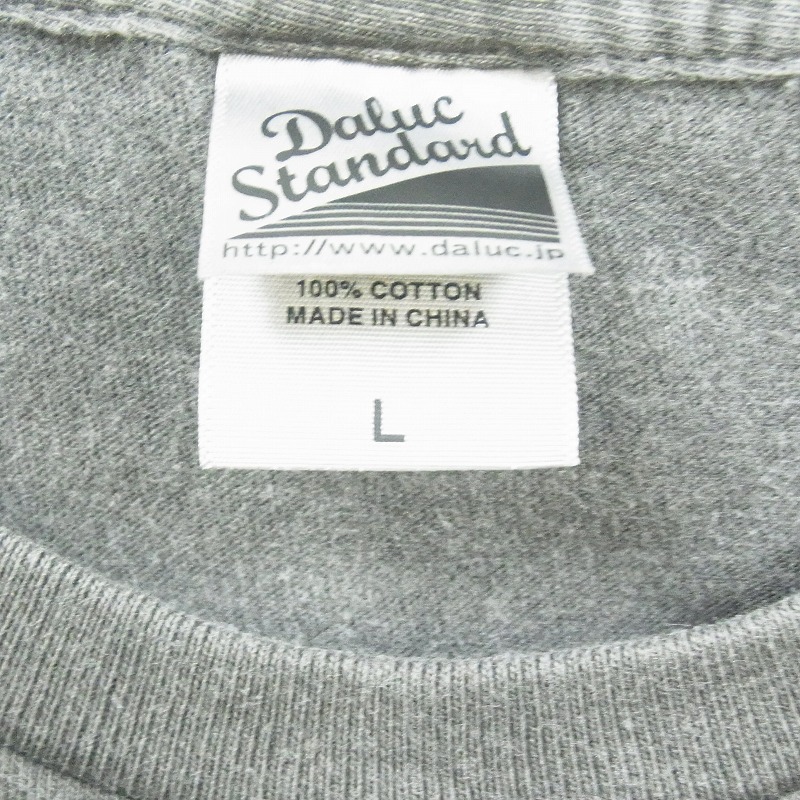 Daluc
Standard
http://www.daluc.jp
100% COTTON
MADE IN CHINA
L